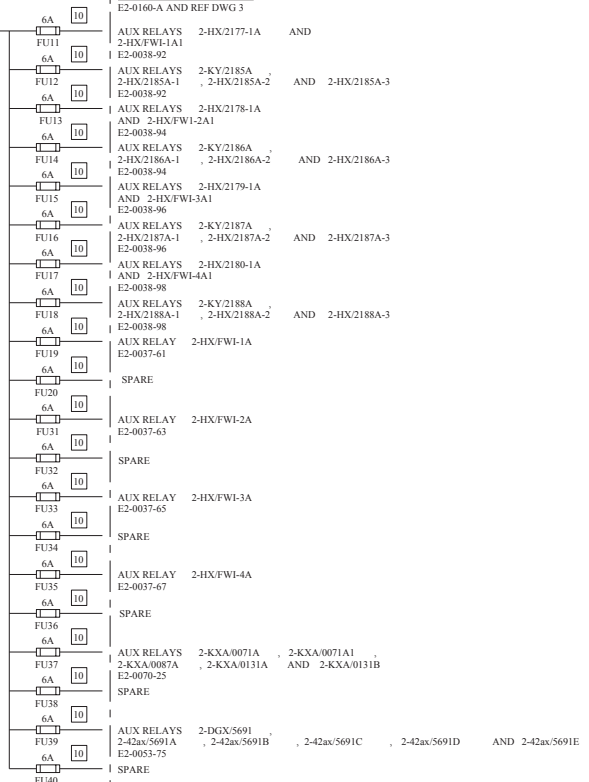 E2-0160-A AND REF DWG 3
6A 10
FU11 AUX RELAYS 2-HX/2177-1A AND
2-HX/FWI-1A1
6A 10 E2-0038-92
FU12 AUX RELAYS 2-KY/2185A ,
2-HX/2185A-1 , 2-HX/2185A-2 AND 2-HX/2185A-3
6A 10 E2-0038-92
FU13 AUX RELAYS 2-HX/2178-1A
AND 2-HX/FW1-2A1
6A 10 E2-0038-94
FU14 AUX RELAYS 2-KY/2186A ,
2-HX/2186A-1 , 2-HX/2186A-2 AND 2-HX/2186A-3
6A 10 E2-0038-94
FU15 AUX RELAYS 2-HX/2179-1A
AND 2-HX/FWI-3A1
6A 10 E2-0038-96
FU16 AUX RELAYS 2-KY/2187A ,
2-HX/2187A-1 , 2-HX/2187A-2 AND 2-HX/2187A-3
6A 10 E2-0038-96
FU17 AUX RELAYS 2-HX/2180-1A
AND 2-HX/FWI-4A1
6A 10 E2-0038-98
FU18 AUX RELAYS 2-KY/2188A ,
2-HX/2188A-1 , 2-HX/2188A-2 AND 2-HX/2188A-3
6A 10 E2-0038-98
FU19 AUX RELAY 2-HX/FWI-1A
E2-0037-61
6A 10
FU20 SPARE
6A 10
FU31 AUX RELAY 2-HX/FWI-2A
E2-0037-63
6A 10
FU32 SPARE
6A 10
FU33 AUX RELAY 2-HX/FWI-3A
E2-0037-65
6A 10
FU34 SPARE
6A 10
FU35 AUX RELAY 2-HX/FWI-4A
E2-0037-67
6A 10
FU36 SPARE
6A 10
FU37 AUX RELAYS 2-KXA/0071A , 2-KXA/0071A1 ,
2-KXA/0087A , 2-KXA/0131A AND 2-KXA/0131B
6A 10 E2-0070-25
FU38 SPARE
6A 10
FU39 AUX RELAYS 2-DGX/5691 ,
2-42ax/5691A , 2-42ax/5691B , 2-42ax/5691C , 2-42ax/5691D AND 2-42ax/5691E
6A 10 E2-0053-75
FU40 SPARE